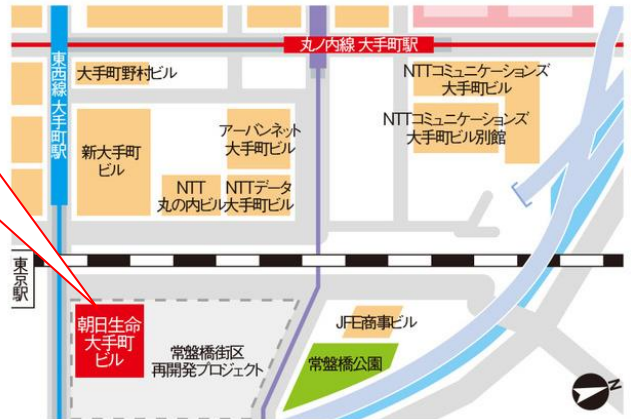 丸ノ内線 大手町駅
東西線 大手町駅
大手町野村ビル
NTTコミュニケーションズ
大手町ビル
NTTコミュニケーションズ
大手町ビル別館
アーバンネット
大手町ビル
新大手町
ビル
NTT
丸の内ビル
NTTデータ
大手町ビル
東京駅
朝日生命
大手町
ビル
常盤橋街区
再開発プロジェクト
JFE商事ビル
常盤橋公園
N